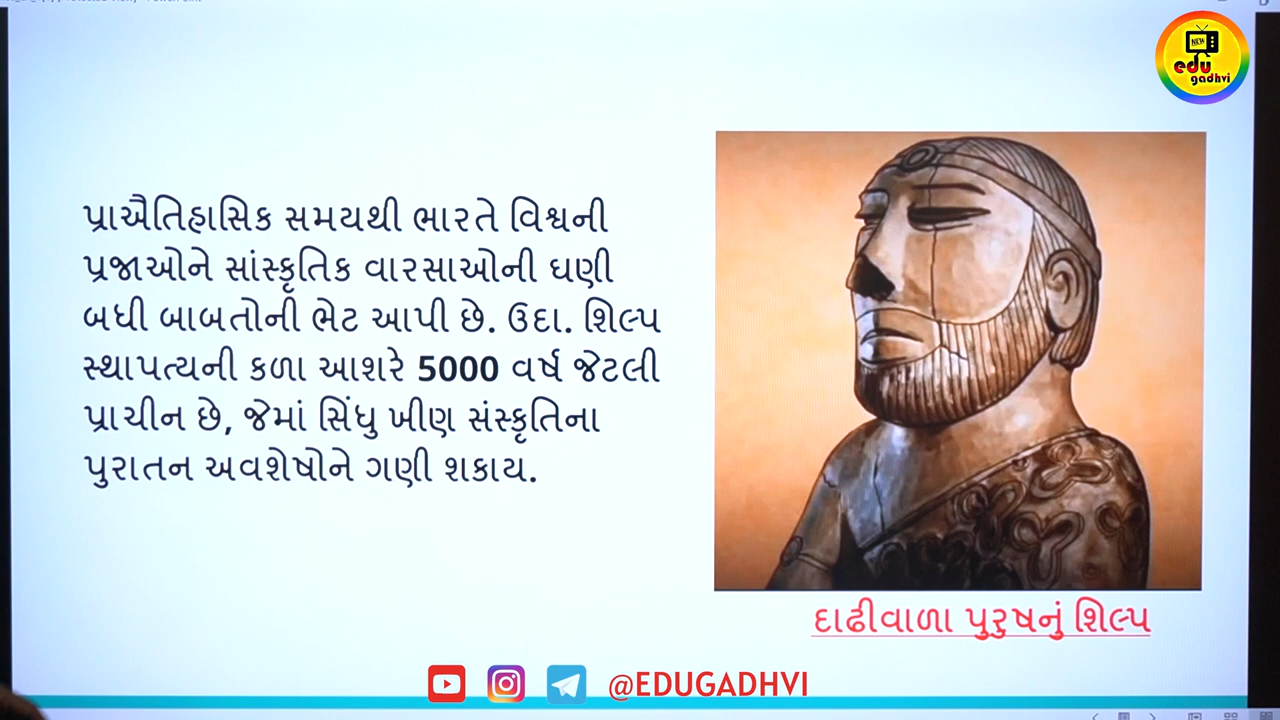 NEW
edu
gadhvi
પ્રાઐતિહાસિક સમયથી ભારતે વિશ્વની
પ્રજાઓને સાંસ્કૃતિક વારસાઓની ઘણી
બધી બાબતોની ભેટ આપી છે. ઉદા. શિલ્પ
સ્થાપત્યની કળા આશરે 5000 વર્ષ જેટલી
પ્રાચીન છે, જેમાં સિંધુ ખીણ સંસ્કૃતિના
પુરાતન અવશેષોને ગણી શકાય.
દાઢીવાળા પુરુષનું શિલ્પ
@EDUGADHVI